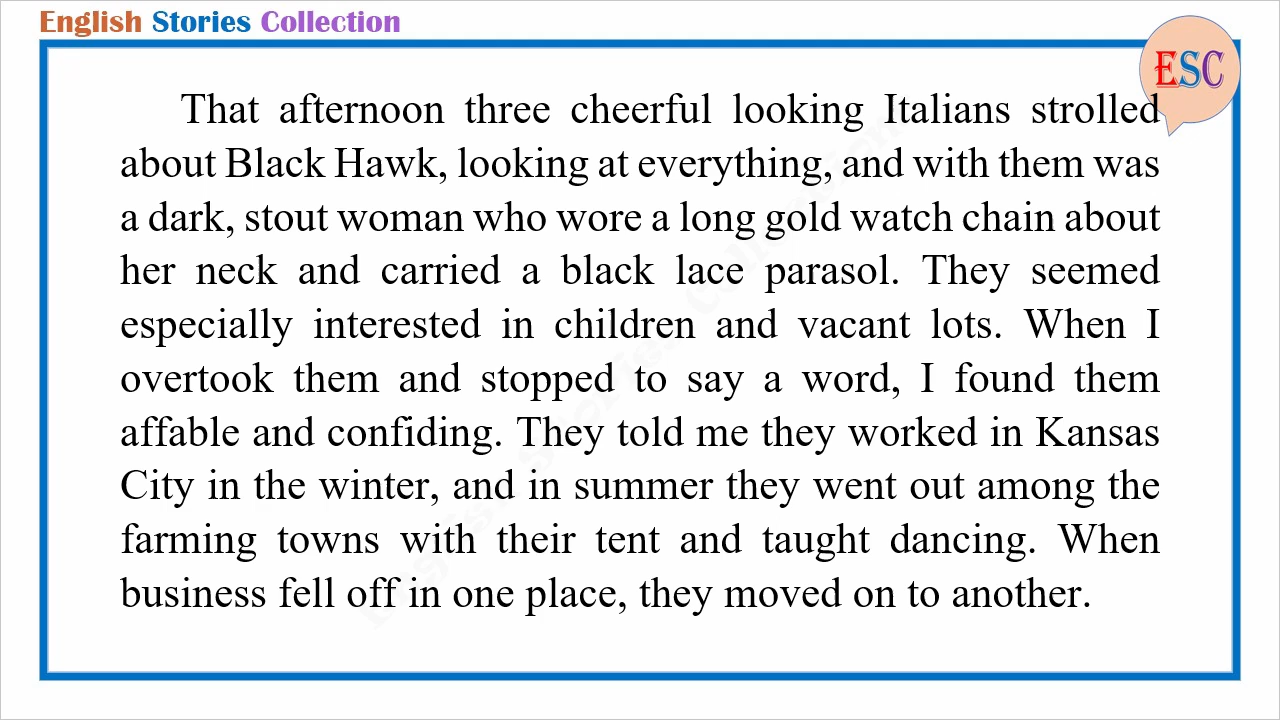 English Stories Collection
ESC
That afternoon three cheerful looking Italians strolled
about Black Hawk, looking at everything, and with them was
a dark, stout woman who wore a long gold watch chain about
her neck and carried a black lace parasol. They seemed
especially interested in children and vacant lots. When I
overtook them and stopped to say a word, I found them
affable and confiding. They told me they worked in Kansas
City in the winter, and in summer they went out among the
farming towns with their tent and taught dancing. When
business fell off in one place, they moved on to another.